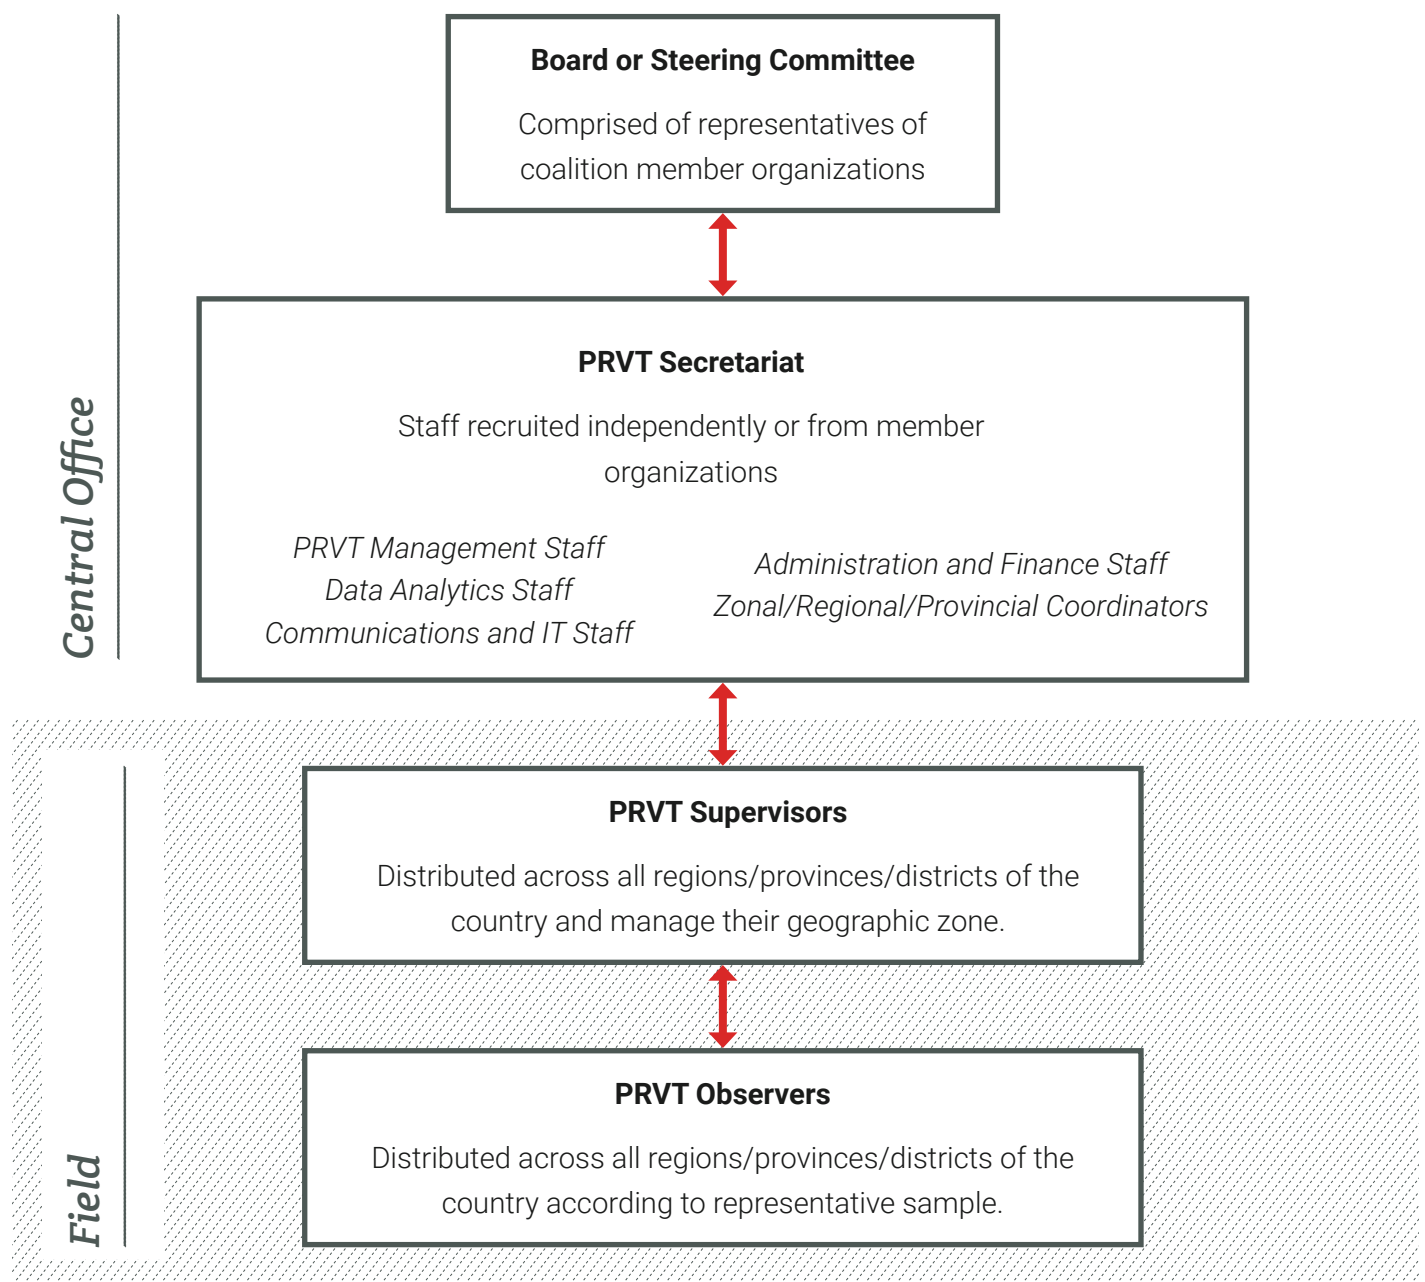 Central Office
Board or Steering Committee
Comprised of representatives of
coalition member organizations
PRVT Secretariat
Staff recruited independently or from member
organizations
PRVT Management Staff
Data Analytics Staff
Communications and IT Staff
Administration and Finance Staff
Zonal/Regional/Provincial Coordinators
Field
PRVT Supervisors
Distributed across all regions/provinces/districts of the
country and manage their geographic zone.
PRVT Observers
Distributed across all regions/provinces/districts of the
country according to representative sample.